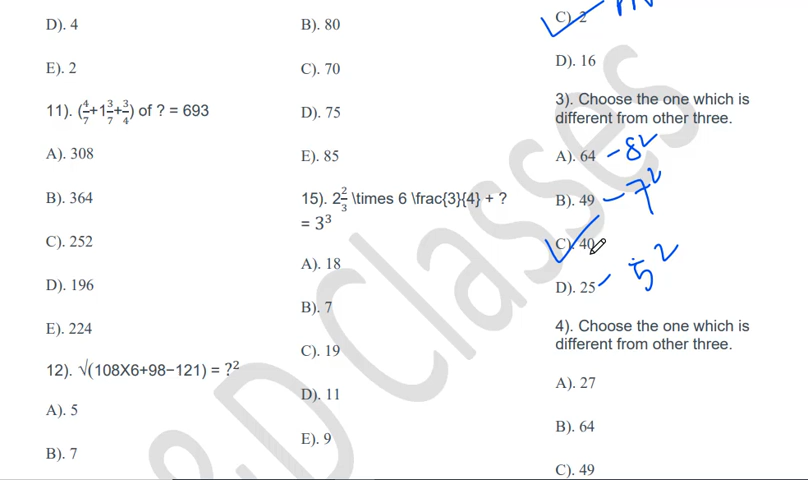 D). 4
E). 2
11). (4/7+1 3/7+3/4) of ? = 693
A). 308
B). 364
C). 252
D). 196
E). 224
12). √(108X6+98−121) = ?²
A). 5
B). 7
B). 80
C). 70
D). 75
E). 85
15). 2 2/3 \times 6 \frac{3}{4} + ?
= 3³
A). 18
B). 7
C). 19
D). 11
E). 9
C). 2
D). 16
3). Choose the one which is
different from other three.
A). 64 – 8²
B). 49 – 7²
C). 40
D). 25 – 5²
4). Choose the one which is
different from other three.
A). 27
B). 64
C). 49
D Classes